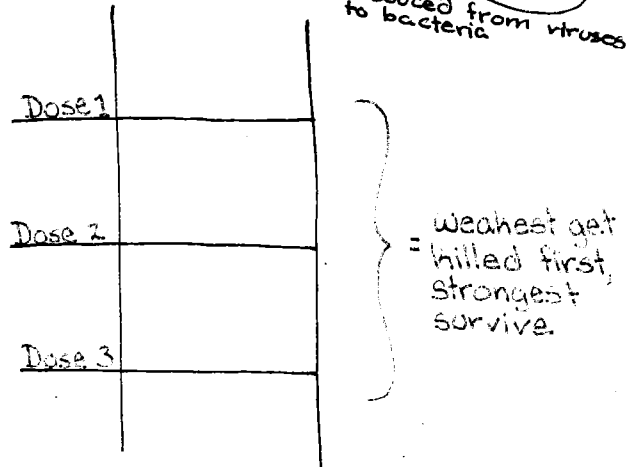 from viruses
to bacteria
Dose 1
Dose 2
Dose 3
= weakest get
killed first,
strongest
survive.